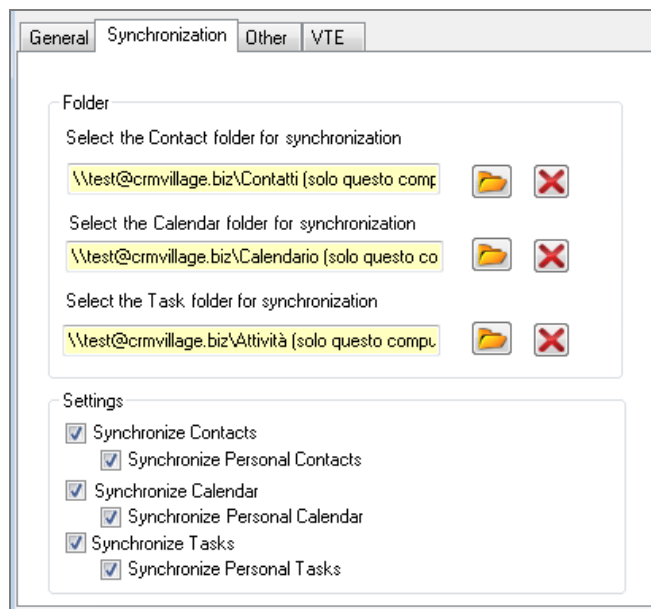 General Synchronization Other VTE
Folder
Select the Contact folder for synchronization
\\test@crmvillage.biz\Contatti (solo questo comp
Select the Calendar folder for synchronization
\\test@crmvillage.biz\Calendario (solo questo co
Select the Task folder for synchronization
\\test@crmvillage.biz\Attività (solo questo compu
Settings
Synchronize Contacts
Synchronize Personal Contacts
Synchronize Calendar
Synchronize Personal Calendar
Synchronize Tasks
Synchronize Personal Tasks